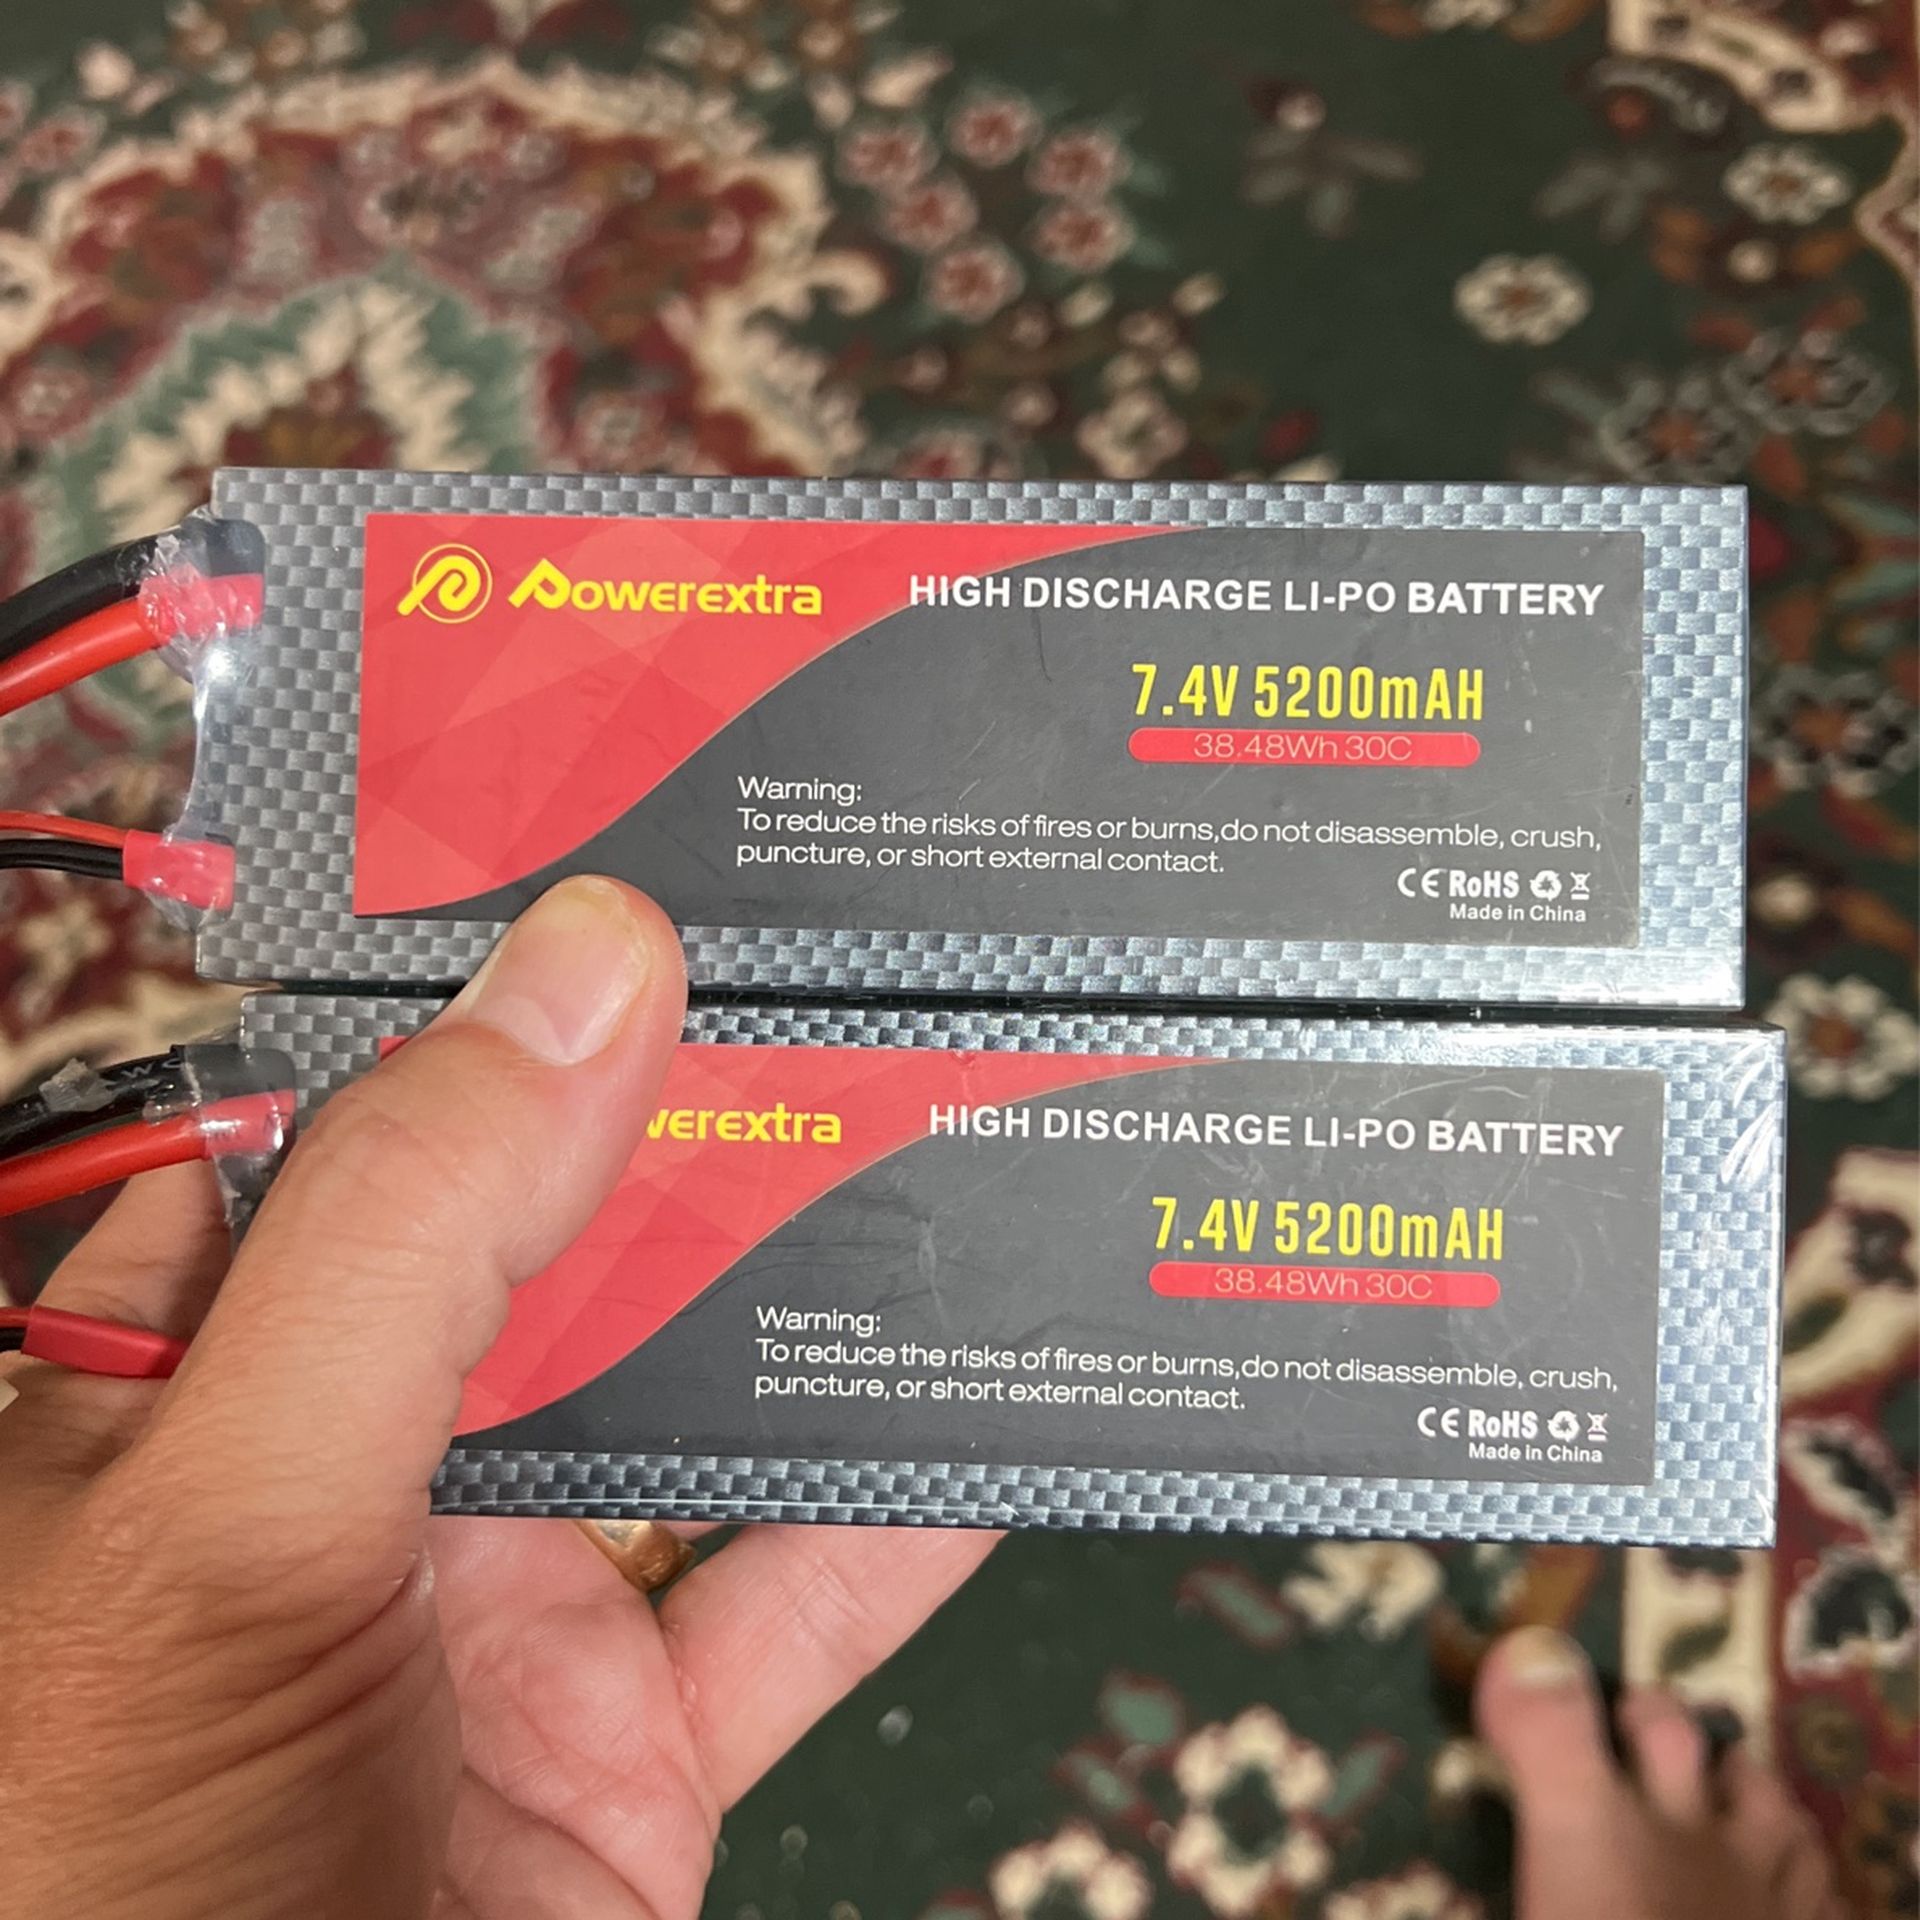 Powerextra
HIGH DISCHARGE LI-PO BATTERY
7.4V 5200mAH
38.48Wh 30C
Warning:
To reduce the risks of fires or burns,do not disassemble, crush,
puncture, or short external contact.
CE RoHS
Made in China
werextra
HIGH DISCHARGE LI-PO BATTERY
7.4V 5200mAH
38.48Wh 30C
Warning:
To reduce the risks of fires or burns,do not disassemble, crush,
puncture, or short external contact.
CE RoHS
Made in China